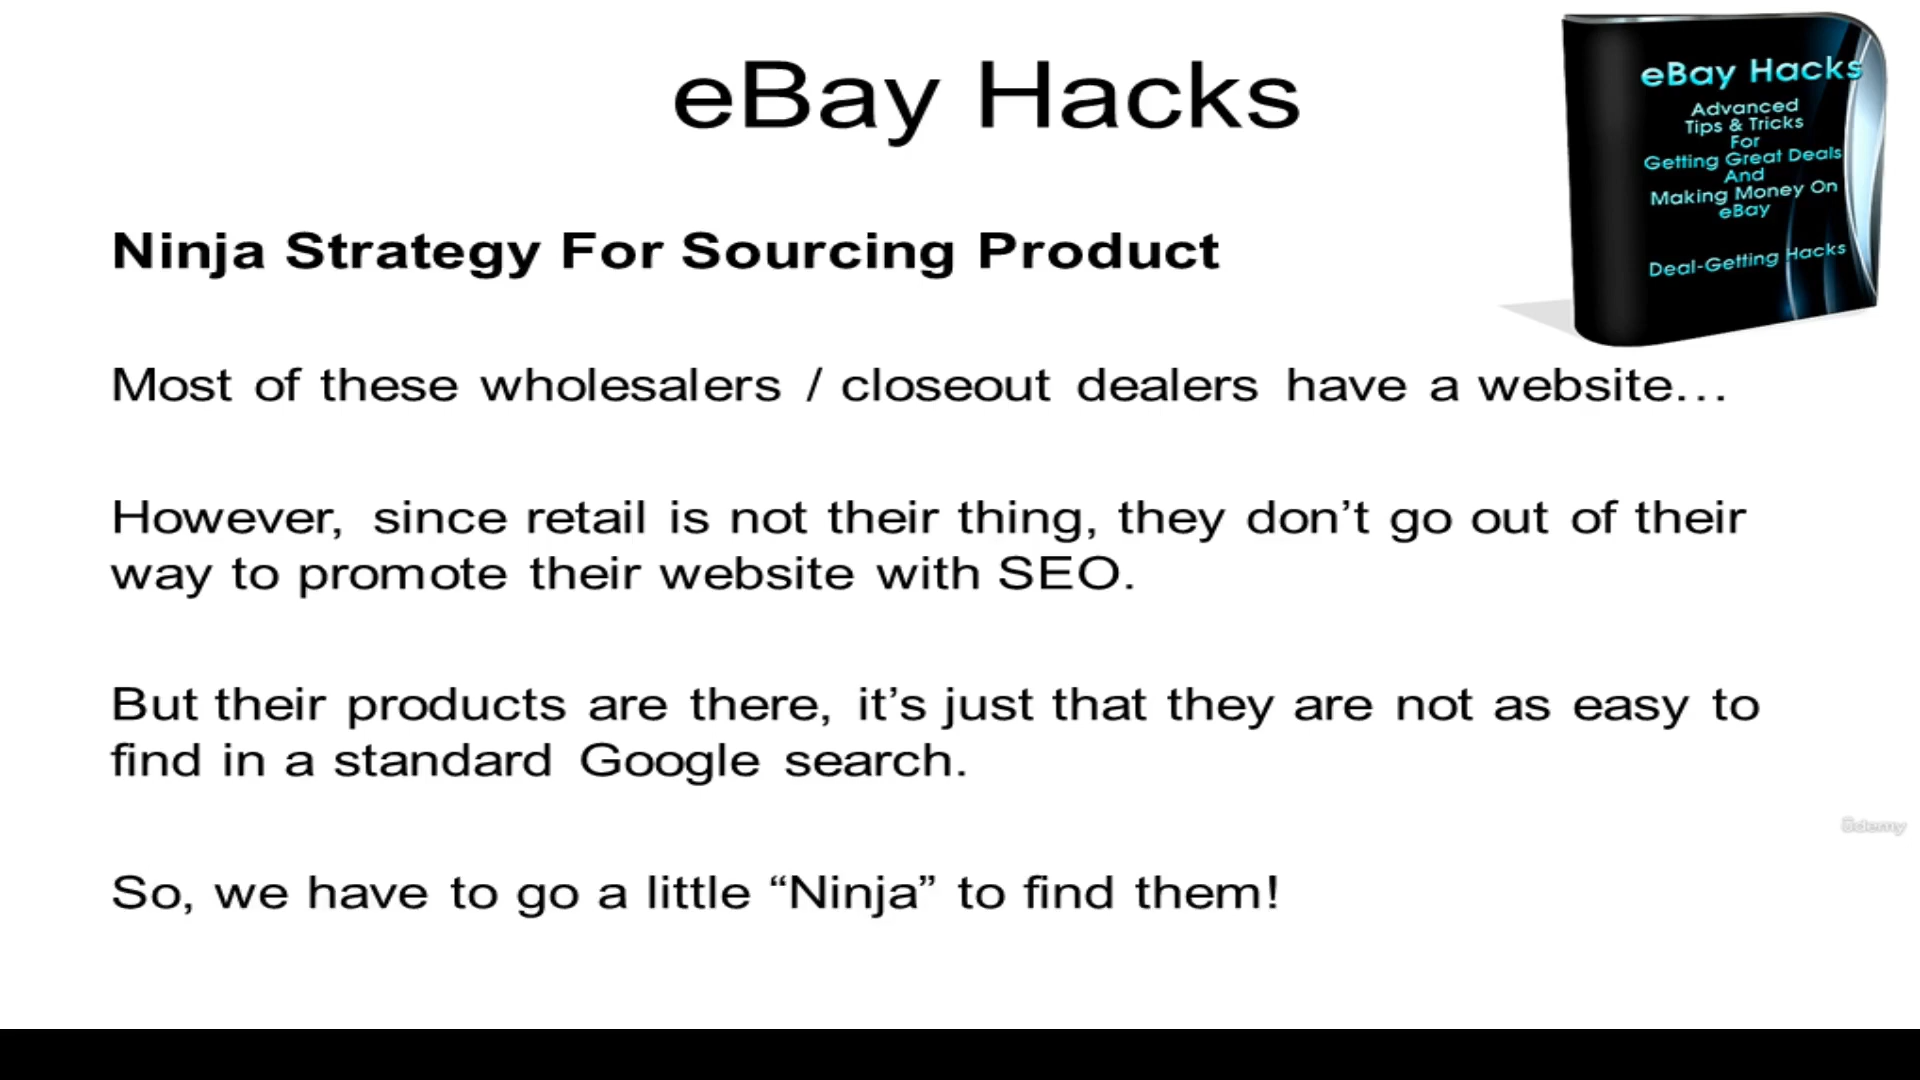 eBay Hacks
eBay Hacks
Advanced
Tips & Tricks
For
Getting Great Deals
And
Making Money On
eBay
Deal-Getting Hacks
Ninja Strategy For Sourcing Product
Most of these wholesalers / closeout dealers have a website…
However, since retail is not their thing, they don’t go out of their
way to promote their website with SEO.
But their products are there, it’s just that they are not as easy to
find in a standard Google search.
So, we have to go a little “Ninja” to find them!
ûdemy